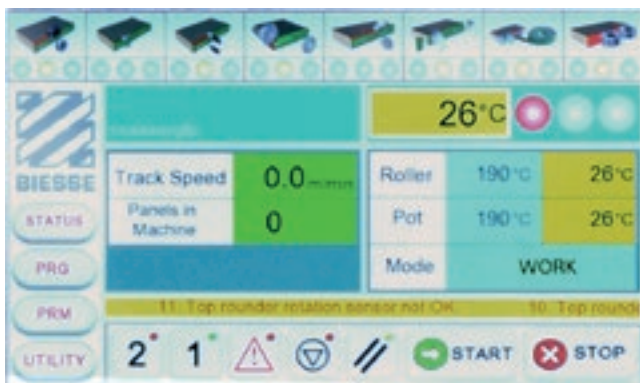 26°C
BIESSE
Track Speed 0.0
Roller 190°C 26°C
STATUS
Panels in
Machine 0
Pot 190°C 26°C
PRG
Mode WORK
PRM
11. Top rounder rotation sensor not OK 10. Top rounde
UTILITY
2 1 START STOP